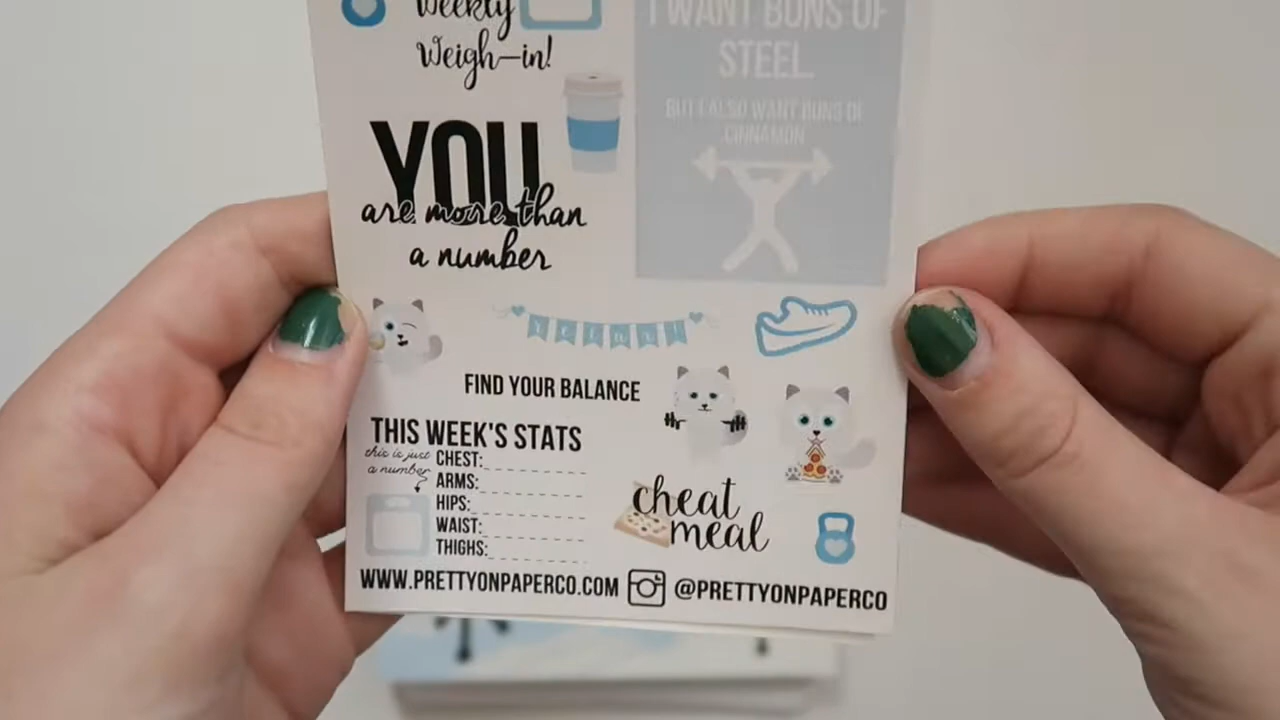 Weekly
Weigh-in!
I WANT BUNS OF
STEEL.
BUT I ALSO WANT BUNS OF
CINNAMON
YOU
are more than
a number
FIND YOUR BALANCE
THIS WEEK'S STATS
this is just
a number
CHEST:
ARMS:
HIPS:
WAIST:
THIGHS:
cheat
meal
WWW.PRETTYONPAPERCO.COM
@PRETTYONPAPERCO